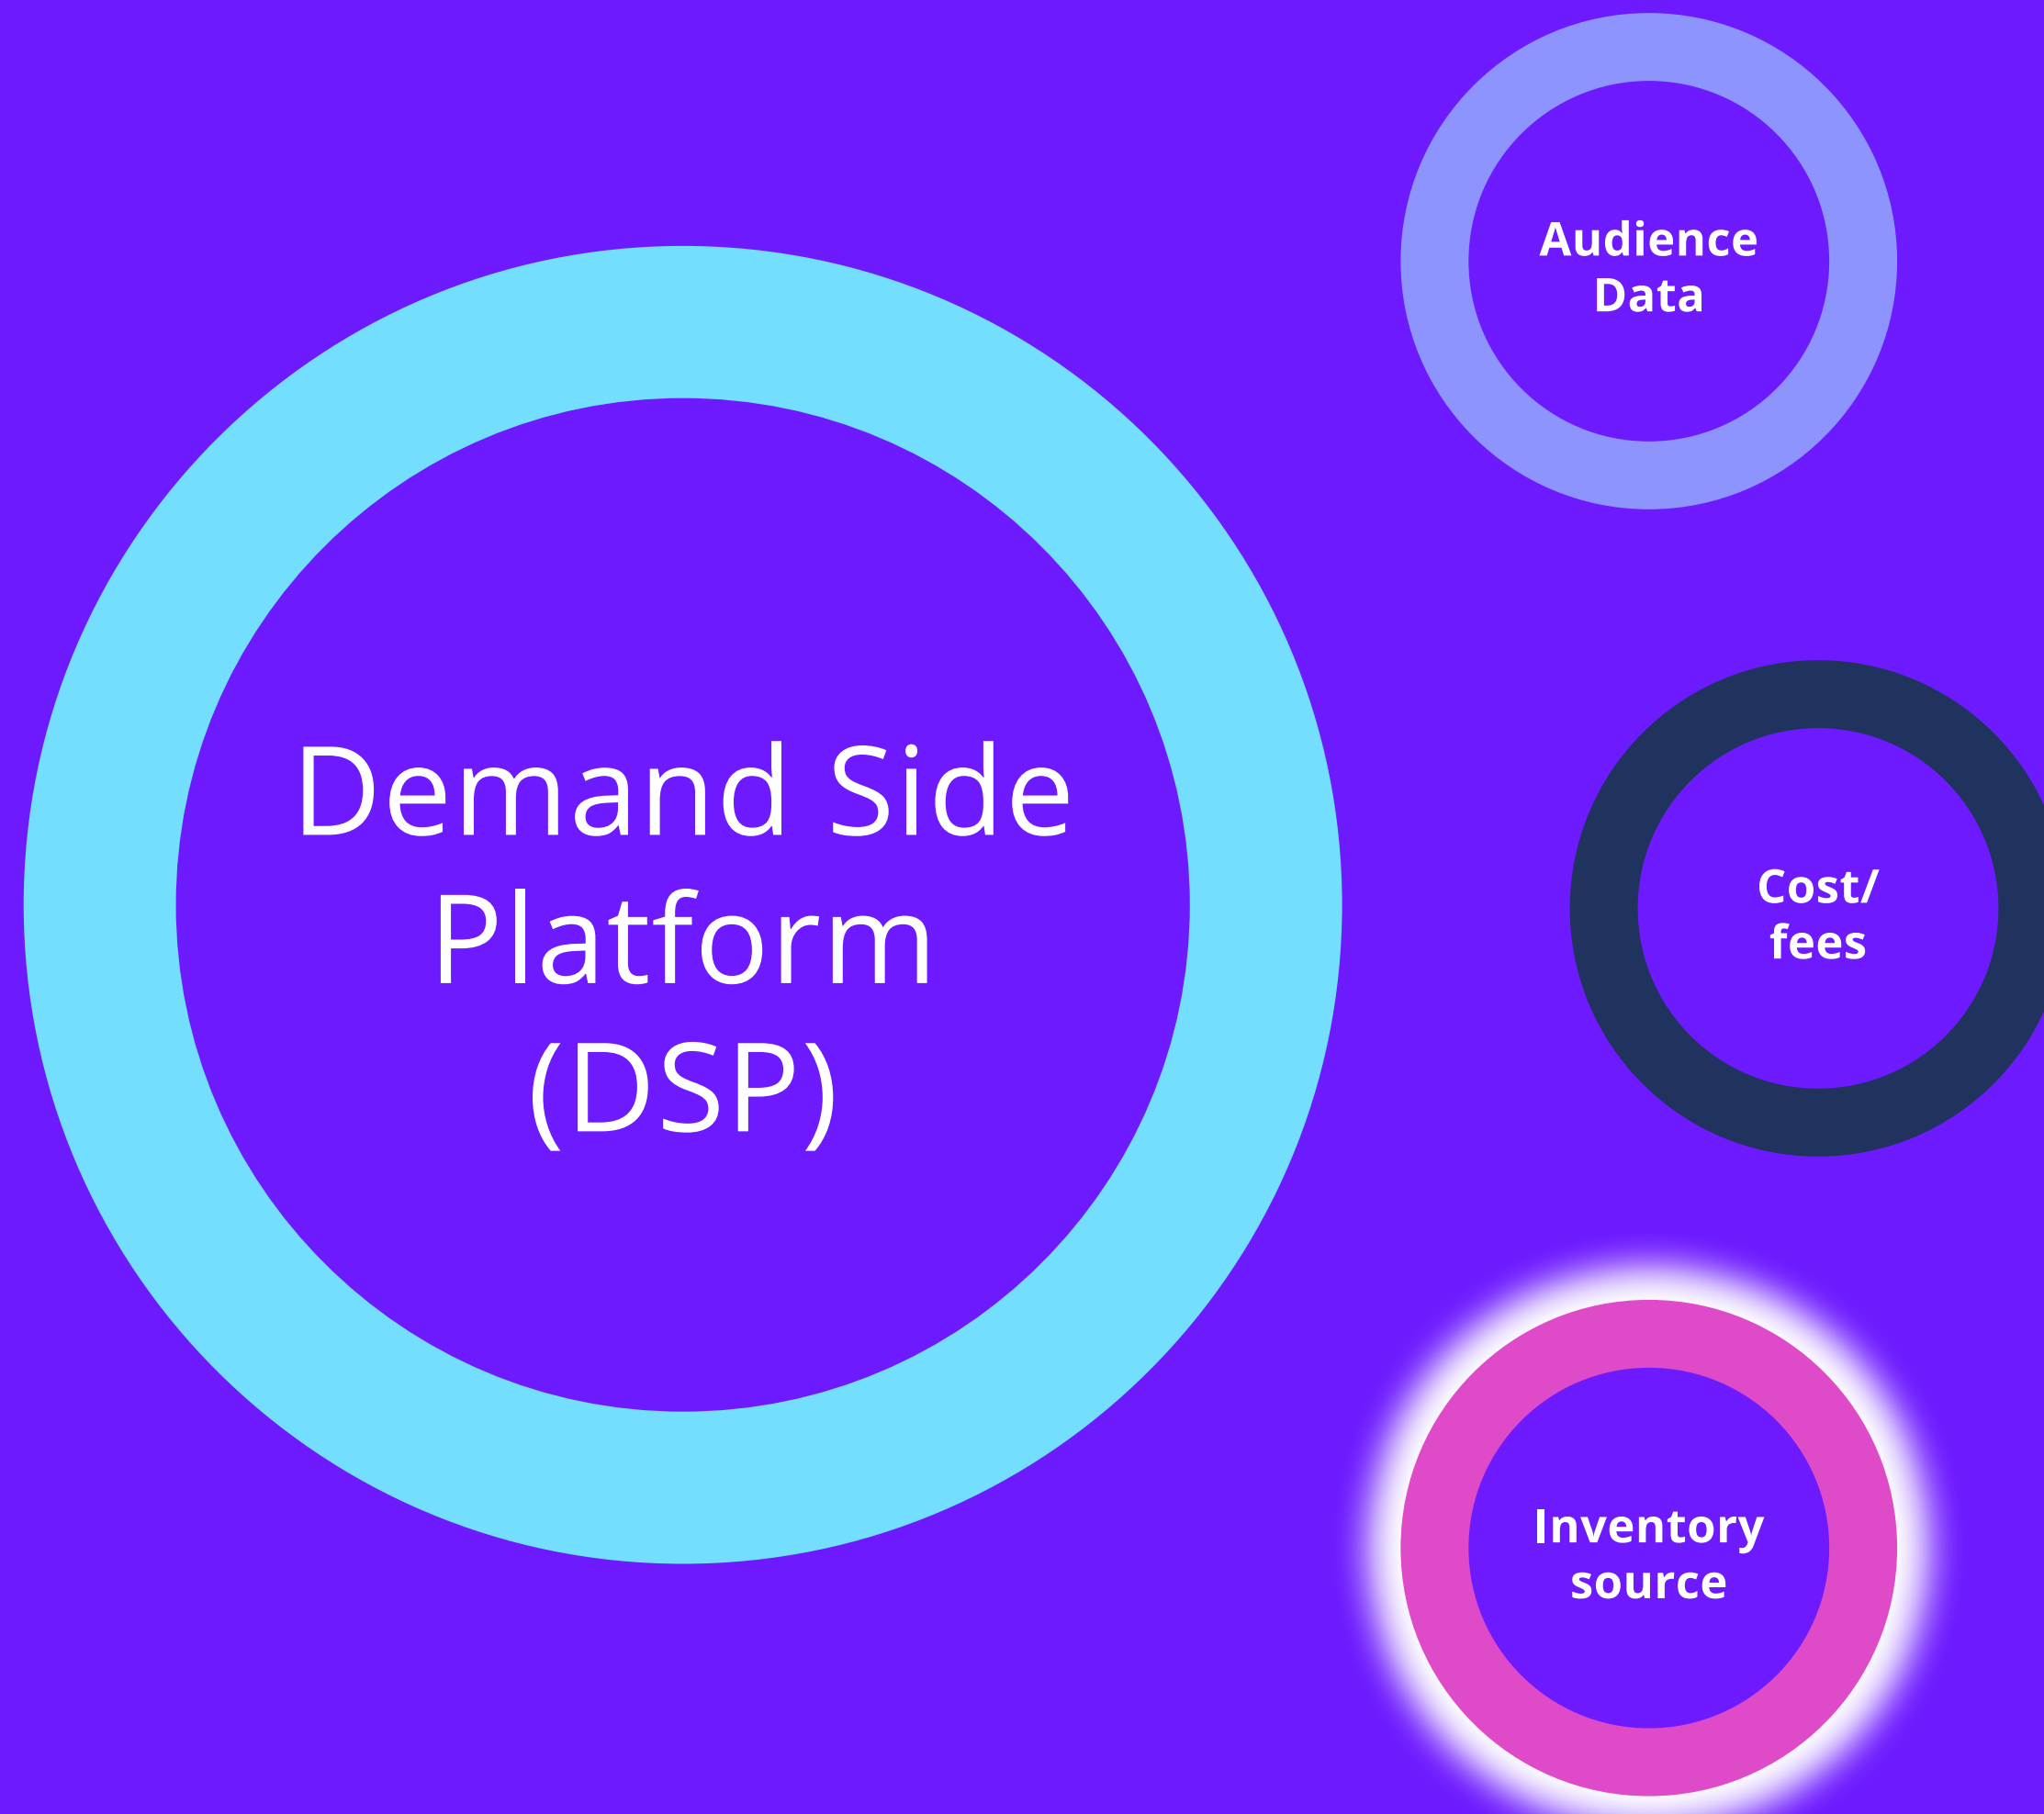 Demand Side
Platform
(DSP)
Audience
Data
Cost/
fees
Inventory
source